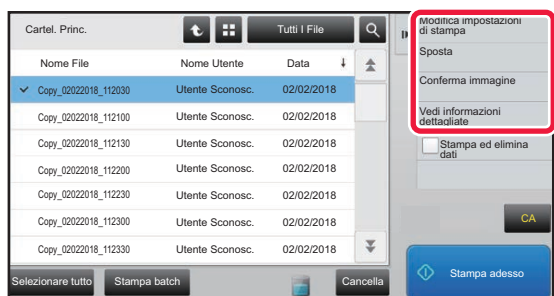 Cartel. Princ.
Tutti I File
Nome File
Nome Utente
Data
Copy_02022018_112030
Utente Sconosc.
02/02/2018
Copy_02022018_112100
Utente Sconosc.
02/02/2018
Copy_02022018_112130
Utente Sconosc.
02/02/2018
Copy_02022018_112200
Utente Sconosc.
02/02/2018
Copy_02022018_112230
Utente Sconosc.
02/02/2018
Copy_02022018_112300
Utente Sconosc.
02/02/2018
Copy_02022018_112330
Utente Sconosc.
02/02/2018
Selezionare tutto
Stampa batch
Cancella
Modifica impostazioni
di stampa
Sposta
Conferma immagine
Vedi informazioni
dettagliate
Stampa ed elimina
dati
CA
Stampa adesso